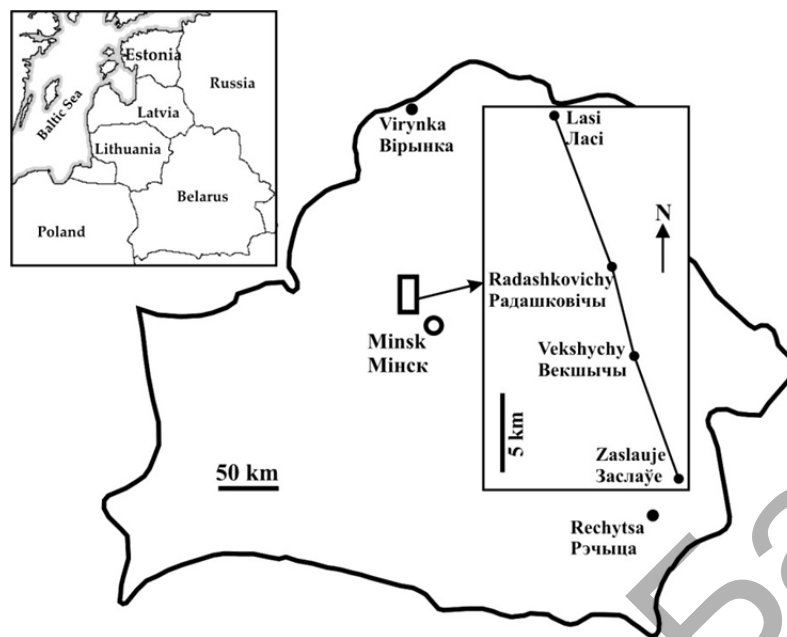 Estonia
Russia
Baltic Sea
Latvia
Lithuania
Belarus
Poland
Virynka
Вірынка
Lasi
Ласі
N
Radashkovichy
Радашковічы
Minsk
Мінск
Vekshychy
Векшычы
5 km
50 km
Zaslauje
Заслаўе
Rechytsa
Рэчыца